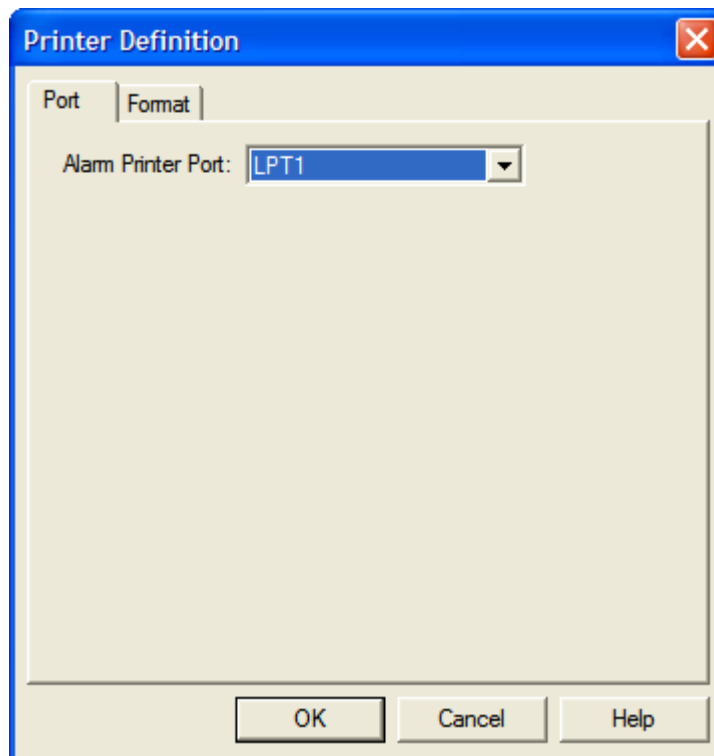 Printer Definition
Port Format
Alarm Printer Port: LPT1
OK Cancel Help